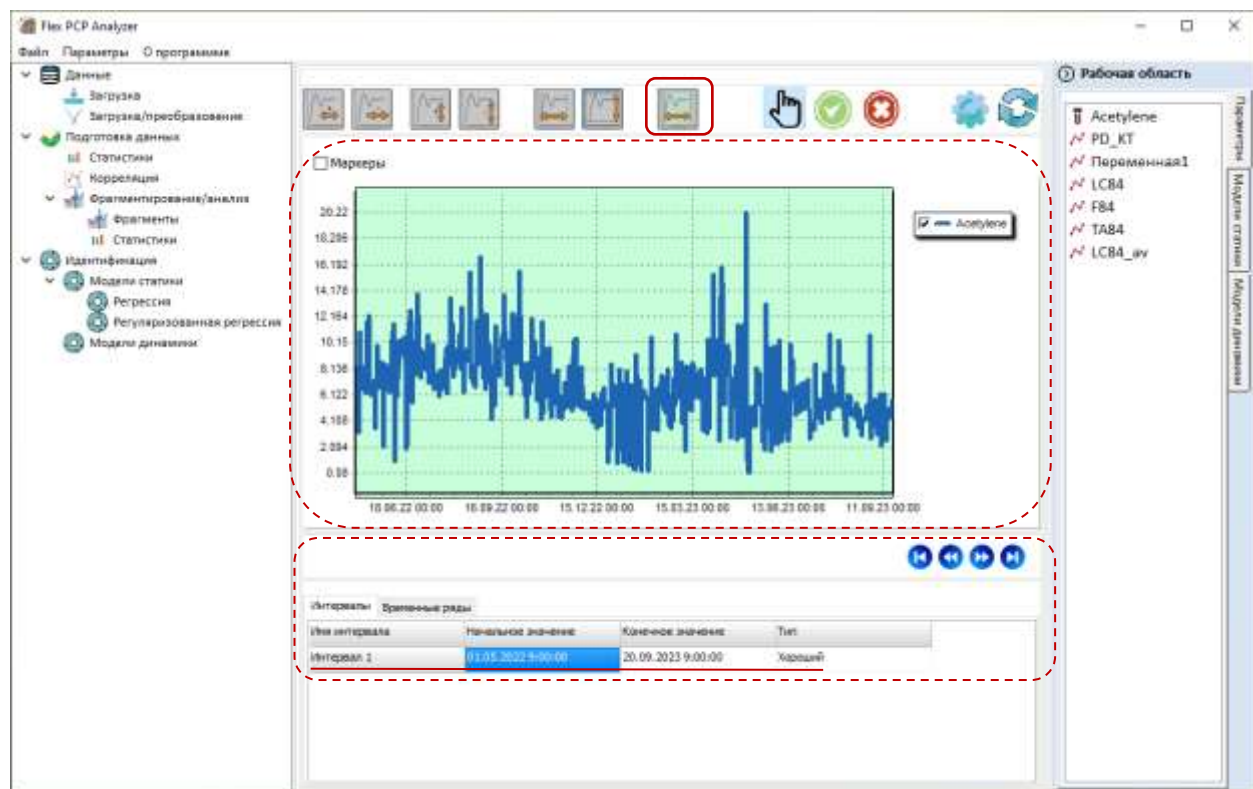 Flex PCP Analyzer
Файл Параметры О программе
Данные
Загрузка
Загрузка/преобразование
Подготовка данных
Статистики
Корреляция
Фрагментирование/анализ
Фрагменты
Статистики
Идентификация
Модели статики
Регрессия
Регуляризованная регрессия
Модели динамики
Маркеры
20.22
18.206
16.192
14.178
12.164
10.15
8.136
6.122
4.108
2.094
0.08
18.06.22 00:00 16.09.22 00:00 15.12.22 00:00 15.03.23 00:00 13.06.23 00:00 11.09.23 00:00
Acetylene
Интервалы Временные ряды
Имя интервала Начальное значение Конечное значение Тип
Интервал 1 01.05.2022 9:00:00 20.09.2023 9:00:00 Хороший
Рабочая область
Acetylene
PD_KT
Переменная1
LC84
F84
TA84
LC84_av
Параметры
Модели статики
Модели динамики